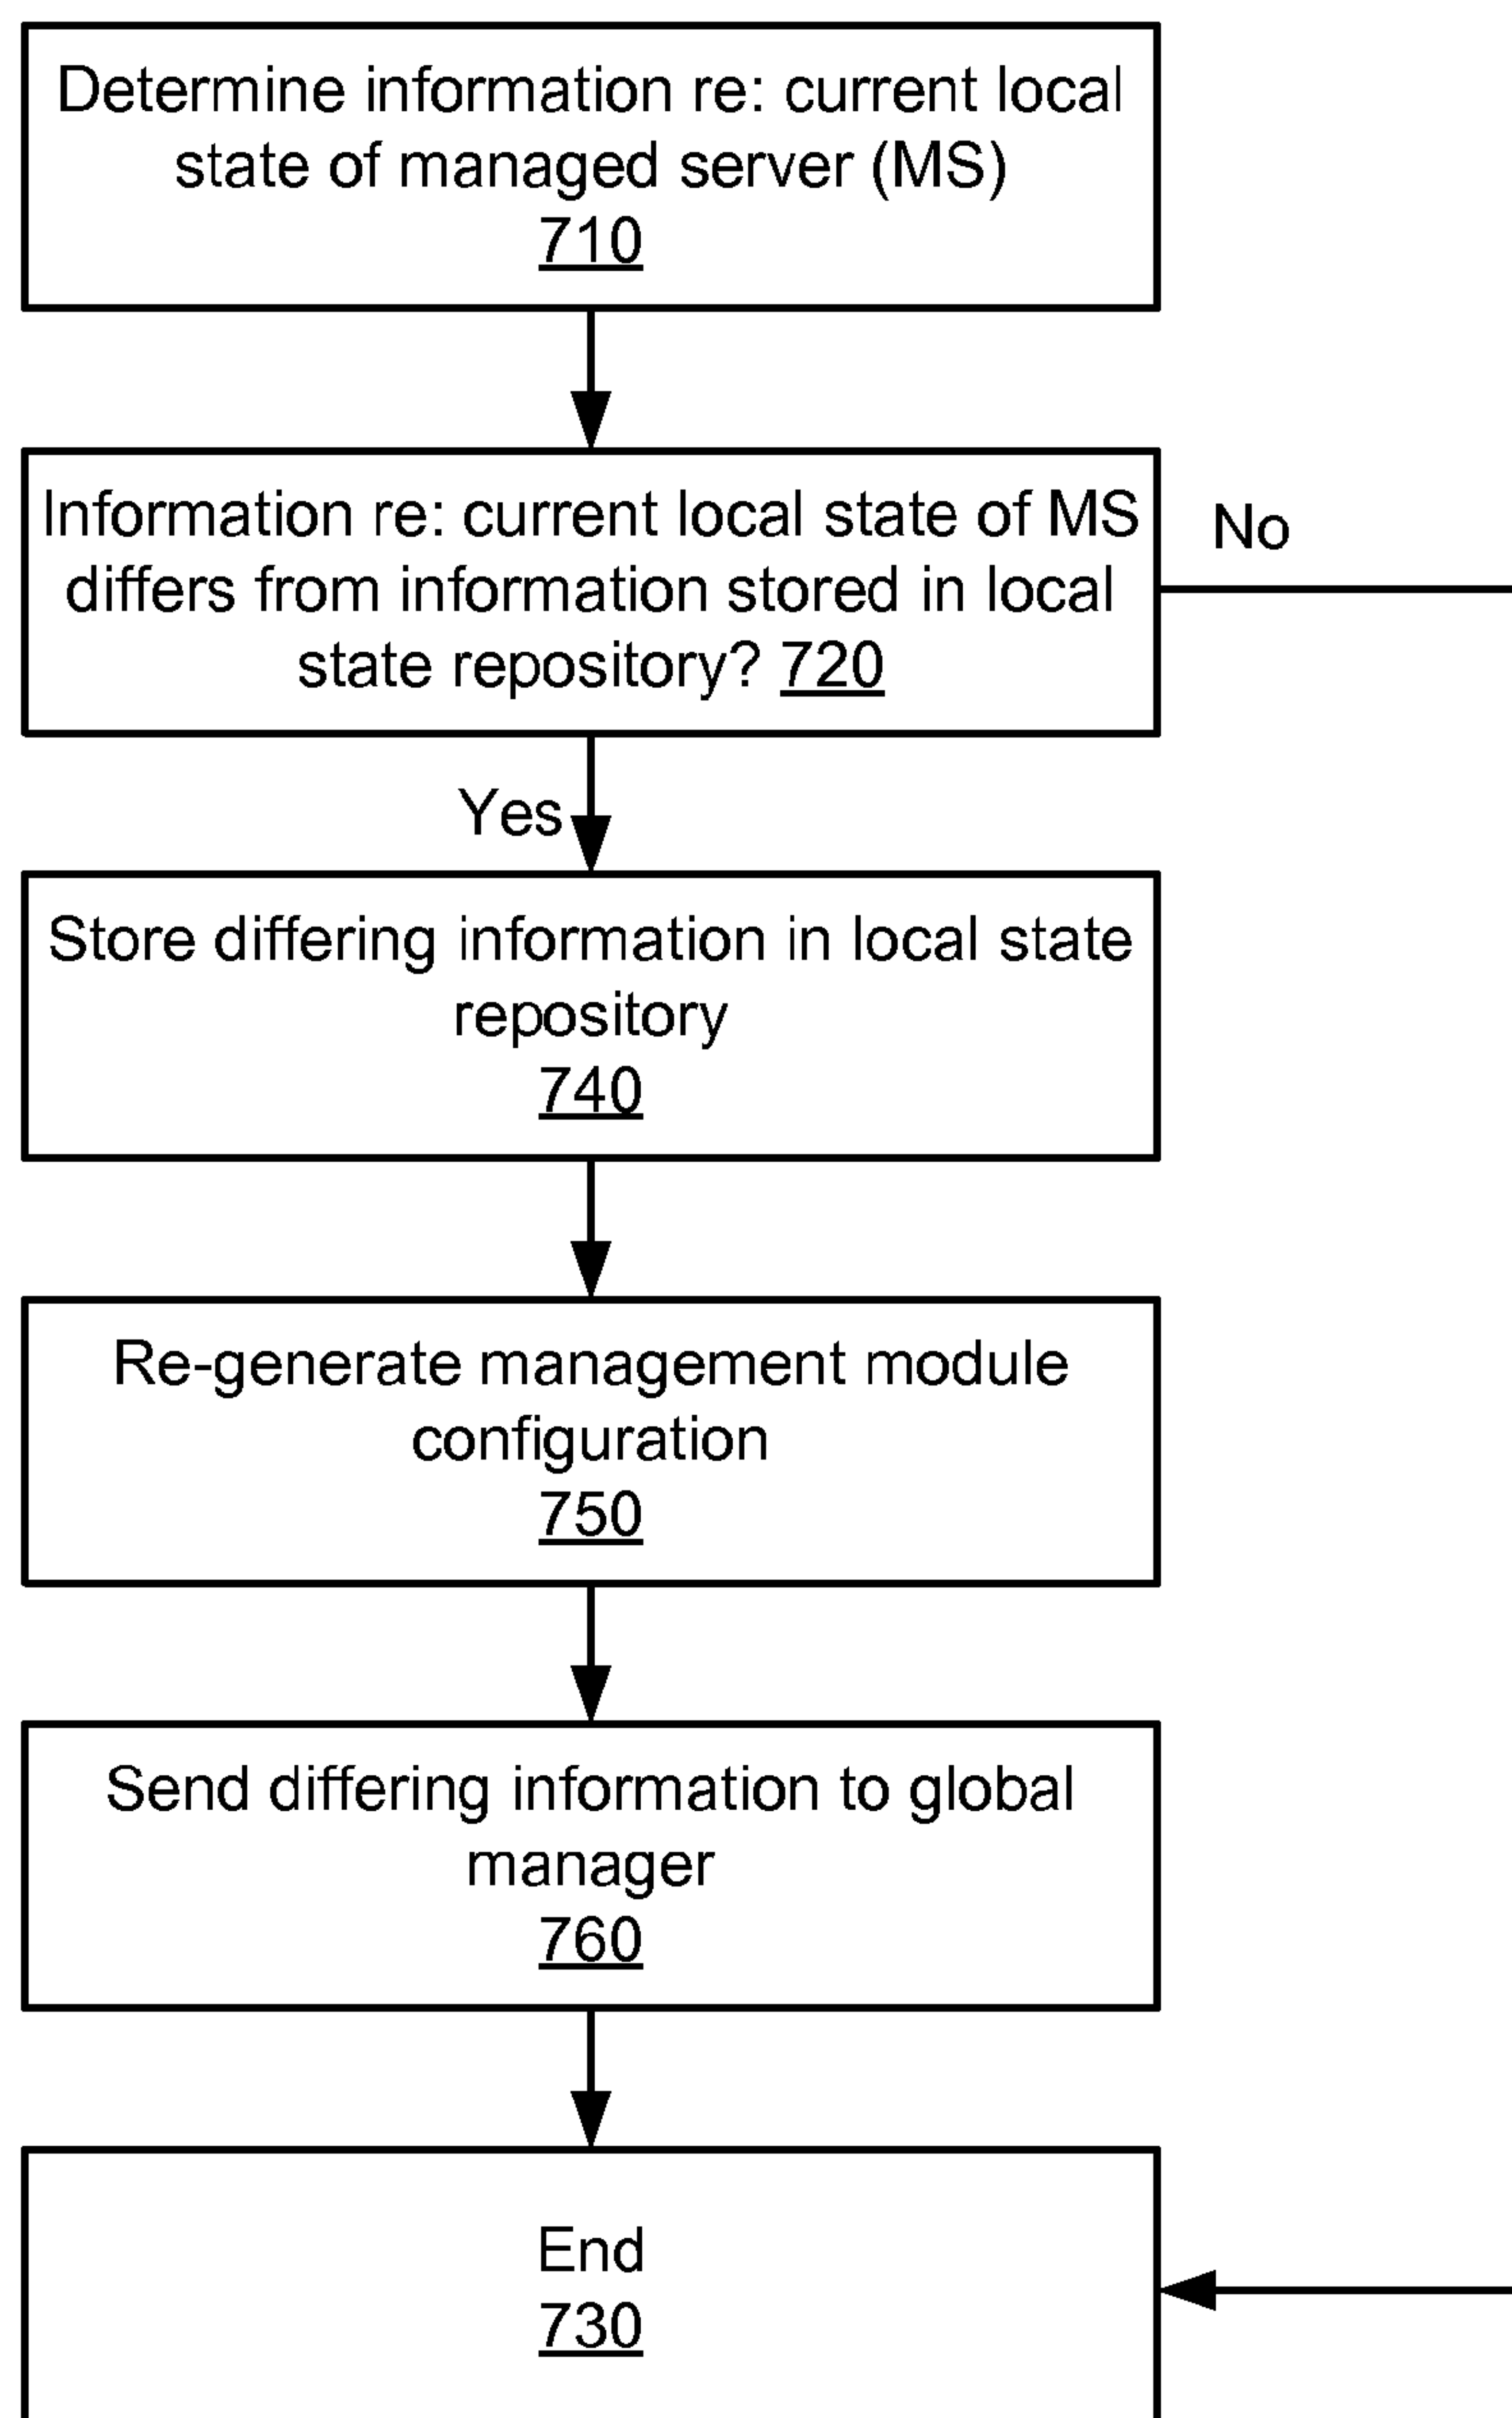 Determine information re: current local
state of managed server (MS)
710
Information re: current local state of MS
differs from information stored in local
state repository? 720
No
Yes
Store differing information in local state
repository
740
Re-generate management module
configuration
750
Send differing information to global
manager
760
End
730